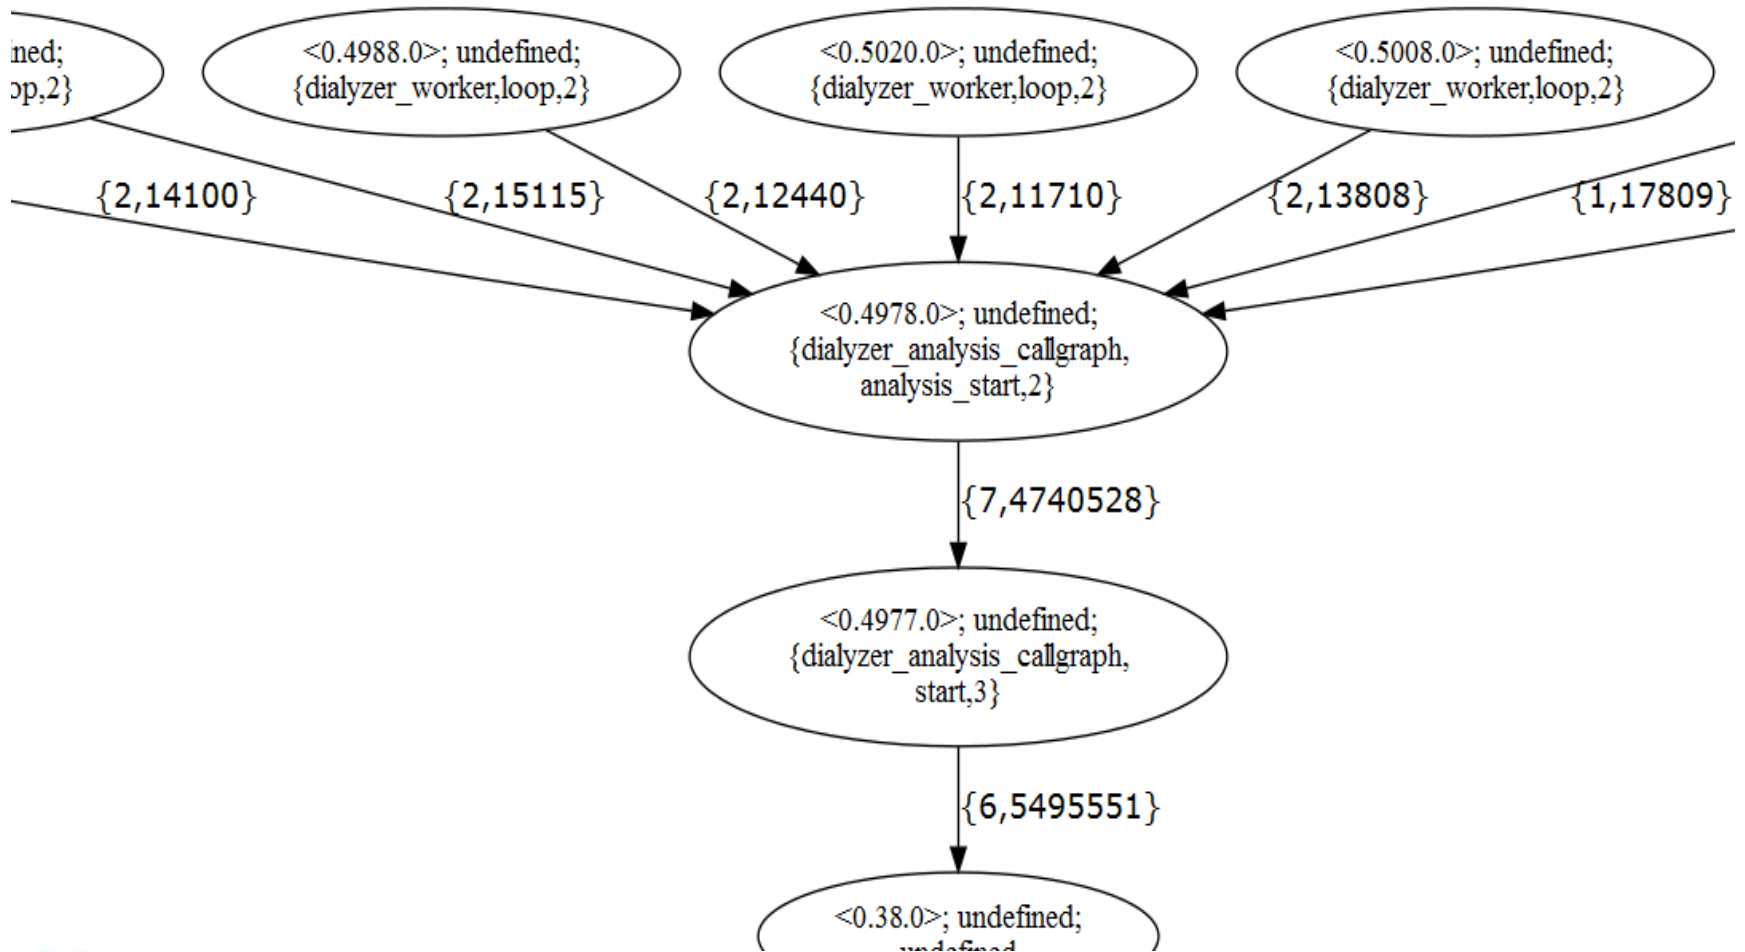 ined;
op,2}
<0.4988.0>; undefined;
{dialyzer_worker,loop,2}
<0.5020.0>; undefined;
{dialyzer_worker,loop,2}
<0.5008.0>; undefined;
{dialyzer_worker,loop,2}
{2,14100}
{2,15115}
{2,12440}
{2,11710}
{2,13808}
{1,17809}
<0.4978.0>; undefined;
{dialyzer_analysis_callgraph,
analysis_start,2}
{7,4740528}
<0.4977.0>; undefined;
{dialyzer_analysis_callgraph,
start,3}
{6,5495551}
<0.38.0>; undefined;
undefined